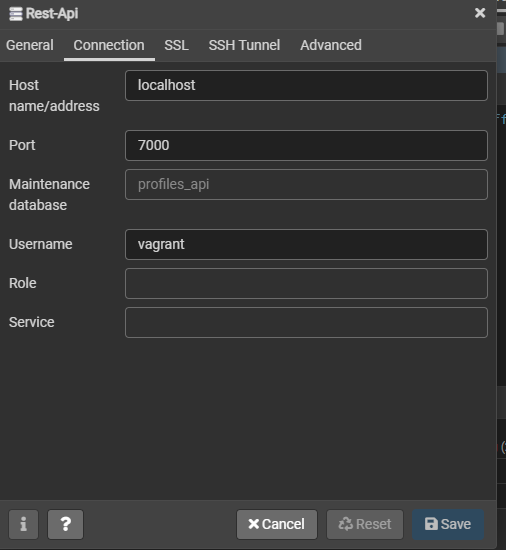 Rest-Api
General Connection SSL SSH Tunnel Advanced
Host
name/address
localhost
Port
7000
Maintenance
database
profiles_api
Username
vagrant
Role
Service
i ? Cancel Reset Save